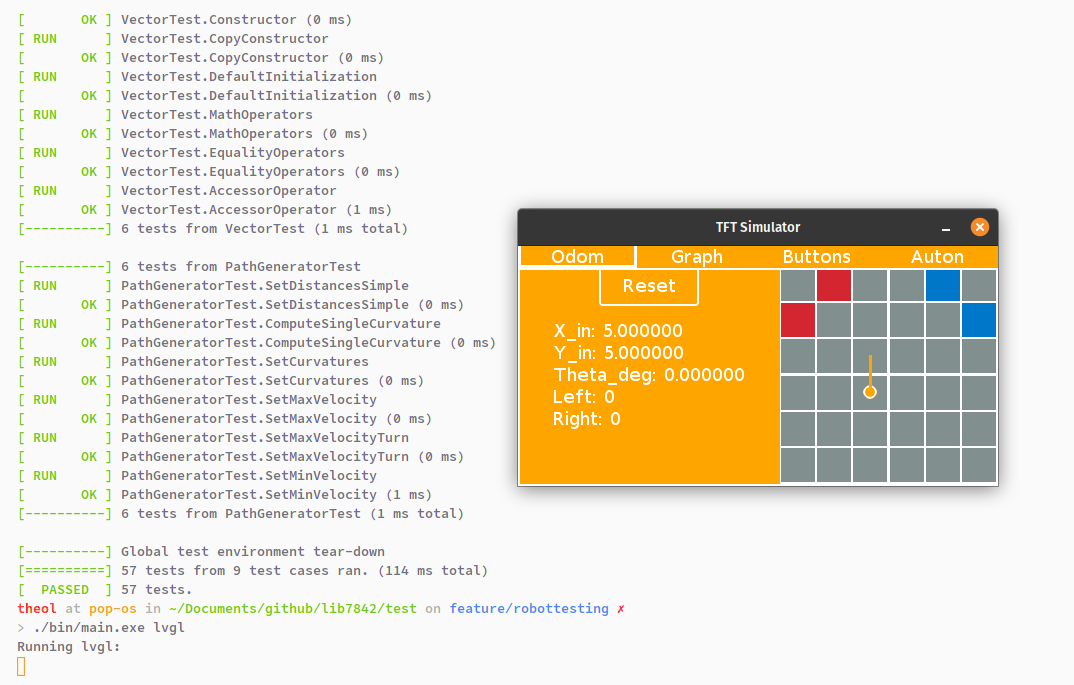 [       OK ] VectorTest.Constructor (0 ms)
[ RUN      ] VectorTest.CopyConstructor
[       OK ] VectorTest.CopyConstructor (0 ms)
[ RUN      ] VectorTest.DefaultInitialization
[       OK ] VectorTest.DefaultInitialization (0 ms)
[ RUN      ] VectorTest.MathOperators
[       OK ] VectorTest.MathOperators (0 ms)
[ RUN      ] VectorTest.EqualityOperators
[       OK ] VectorTest.EqualityOperators (0 ms)
[ RUN      ] VectorTest.AccessorOperator
[       OK ] VectorTest.AccessorOperator (1 ms)
[----------] 6 tests from VectorTest (1 ms total)
[----------] 6 tests from PathGeneratorTest
[ RUN      ] PathGeneratorTest.SetDistancesSimple
[       OK ] PathGeneratorTest.SetDistancesSimple (0 ms)
[ RUN      ] PathGeneratorTest.ComputeSingleCurvature
[       OK ] PathGeneratorTest.ComputeSingleCurvature (0 ms)
[ RUN      ] PathGeneratorTest.SetCurvatures
[       OK ] PathGeneratorTest.SetCurvatures (0 ms)
[ RUN      ] PathGeneratorTest.SetMaxVelocity
[       OK ] PathGeneratorTest.SetMaxVelocity (0 ms)
[ RUN      ] PathGeneratorTest.SetMaxVelocityTurn
[       OK ] PathGeneratorTest.SetMaxVelocityTurn (0 ms)
[ RUN      ] PathGeneratorTest.SetMinVelocity
[       OK ] PathGeneratorTest.SetMinVelocity (1 ms)
[----------] 6 tests from PathGeneratorTest (1 ms total)
[----------] Global test environment tear-down
[==========] 57 tests from 9 test cases ran. (114 ms total)
[  PASSED  ] 57 tests.
theol at pop-os in ~/Documents/github/lib7842/test on feature/robottesting ✗
> ./bin/main.exe lvgl
Running lvgl:
TFT Simulator
Odom Graph Buttons Auton
Reset
X_in: 5.000000
Y_in: 5.000000
Theta_deg: 0.000000
Left: 0
Right: 0